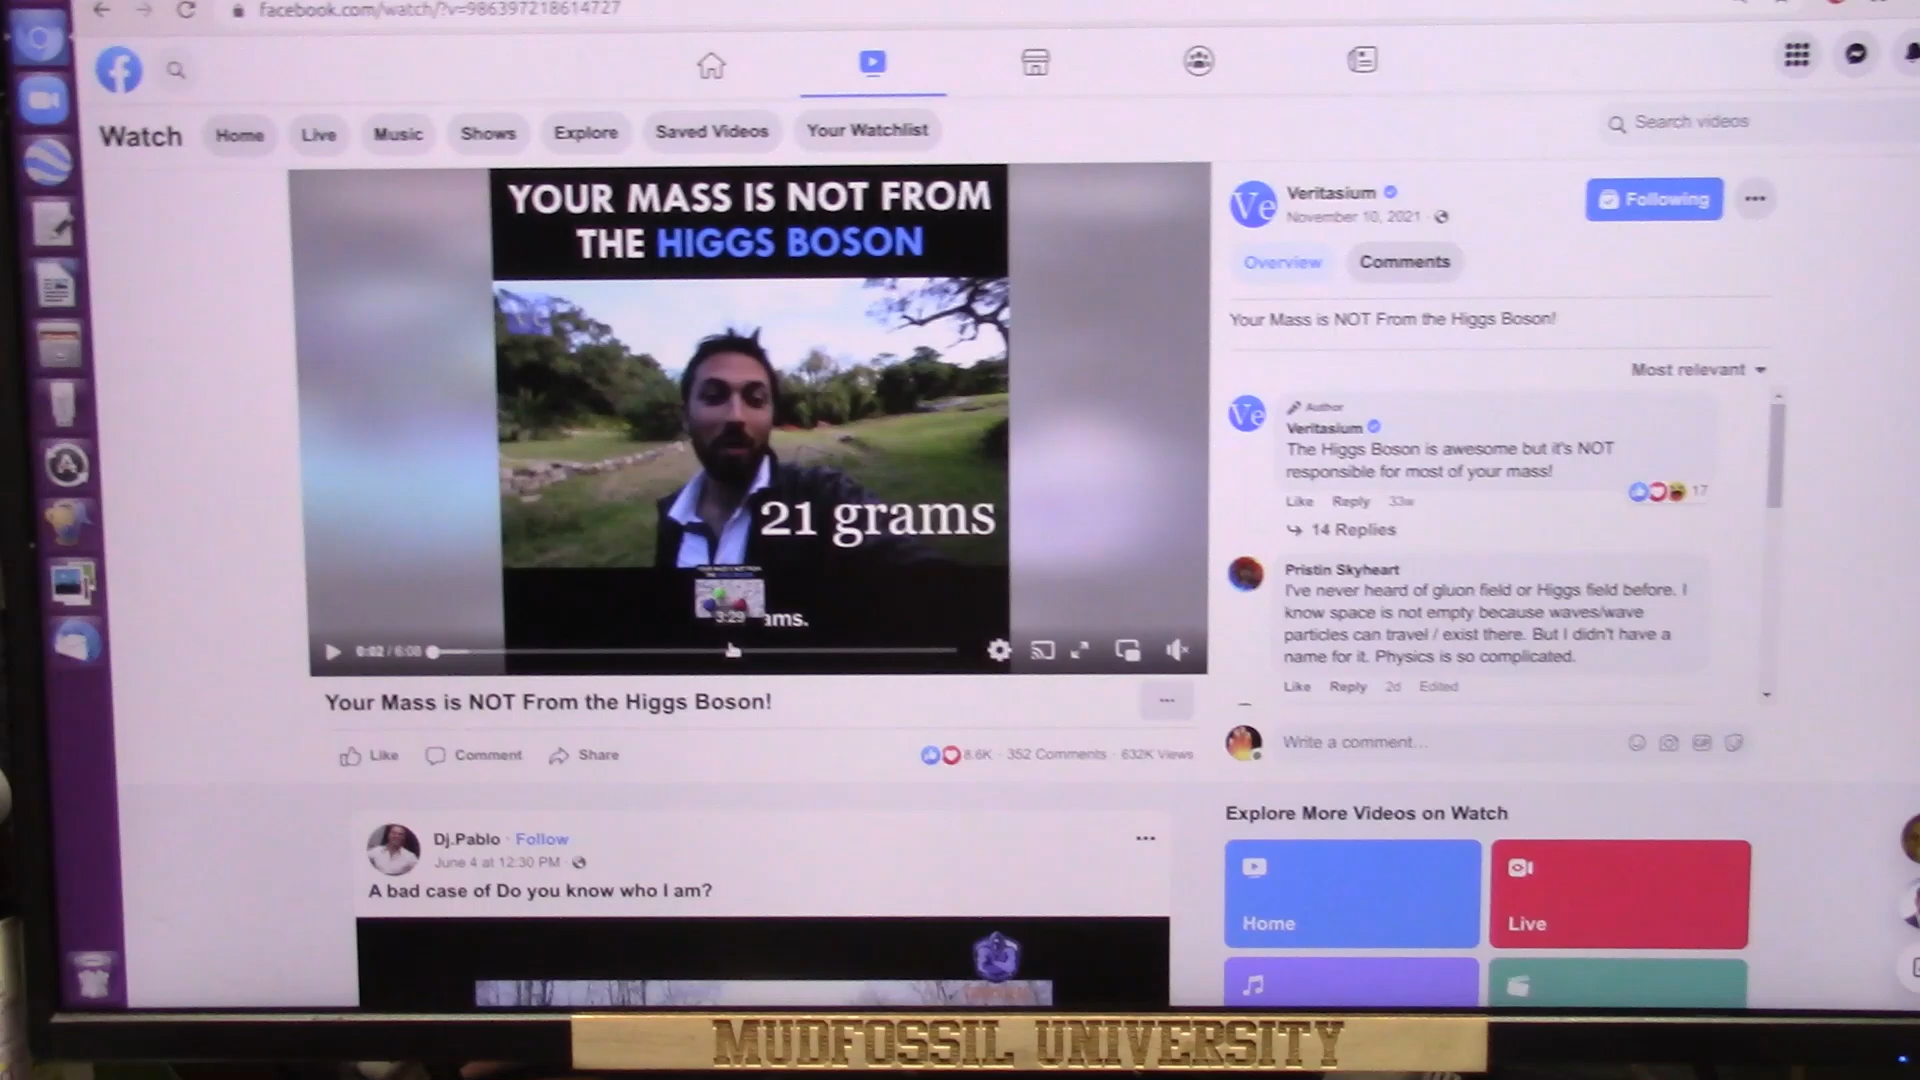 facebook.com/watch/?v=986397218614727
Watch
Home
Live
Music
Shows
Explore
Saved Videos
Your Watchlist
Search videos
YOUR MASS IS NOT FROM
THE HIGGS BOSON
21 grams
3:29
ams.
0:02 / 6:08
Your Mass is NOT From the Higgs Boson!
Like
Comment
Share
8.6K · 352 Comments · 632K Views
Ve
Veritasium
November 10, 2021 ·
Following
Overview
Comments
Your Mass is NOT From the Higgs Boson!
Most relevant
Ve
Author
Veritasium
The Higgs Boson is awesome but it's NOT
responsible for most of your mass!
Like Reply 33w
17
14 Replies
Pristin Skyheart
I've never heard of gluon field or Higgs field before. I
know space is not empty because waves/wave
particles can travel / exist there. But I didn't have a
name for it. Physics is so complicated.
Like Reply 2d Edited
Write a comment...
Dj.Pablo · Follow
June 4 at 12:30 PM ·
A bad case of Do you know who I am?
Explore More Videos on Watch
Home
Live
MUDFOSSIL UNIVERSITY